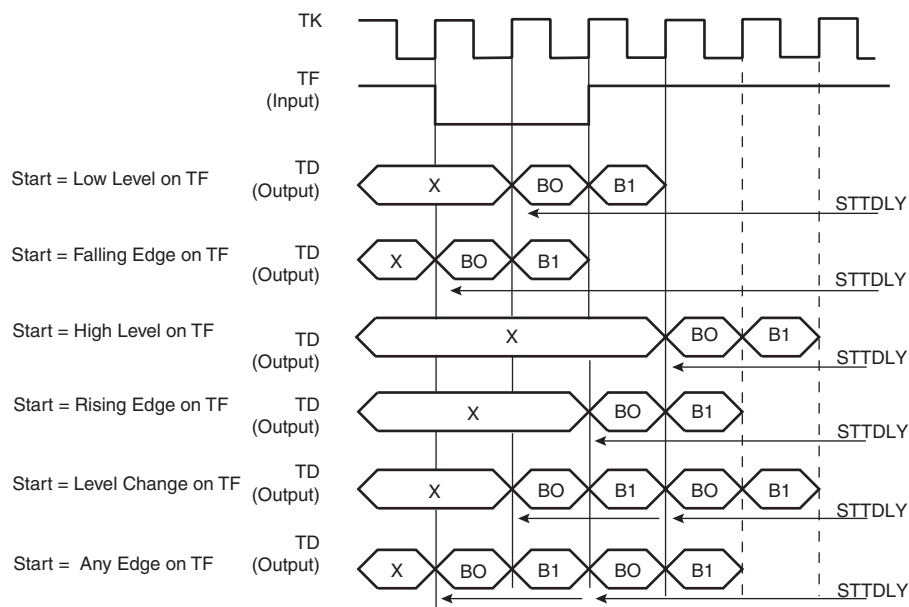 TK
TF
(Input)
Start = Low Level on TF
TD
(Output)
X
BO
B1
STTDLY
Start = Falling Edge on TF
TD
(Output)
X
BO
B1
STTDLY
Start = High Level on TF
TD
(Output)
X
BO
B1
STTDLY
Start = Rising Edge on TF
TD
(Output)
X
BO
B1
STTDLY
Start = Level Change on TF
TD
(Output)
X
BO
B1
BO
B1
STTDLY
Start = Any Edge on TF
TD
(Output)
X
BO
B1
BO
B1
STTDLY